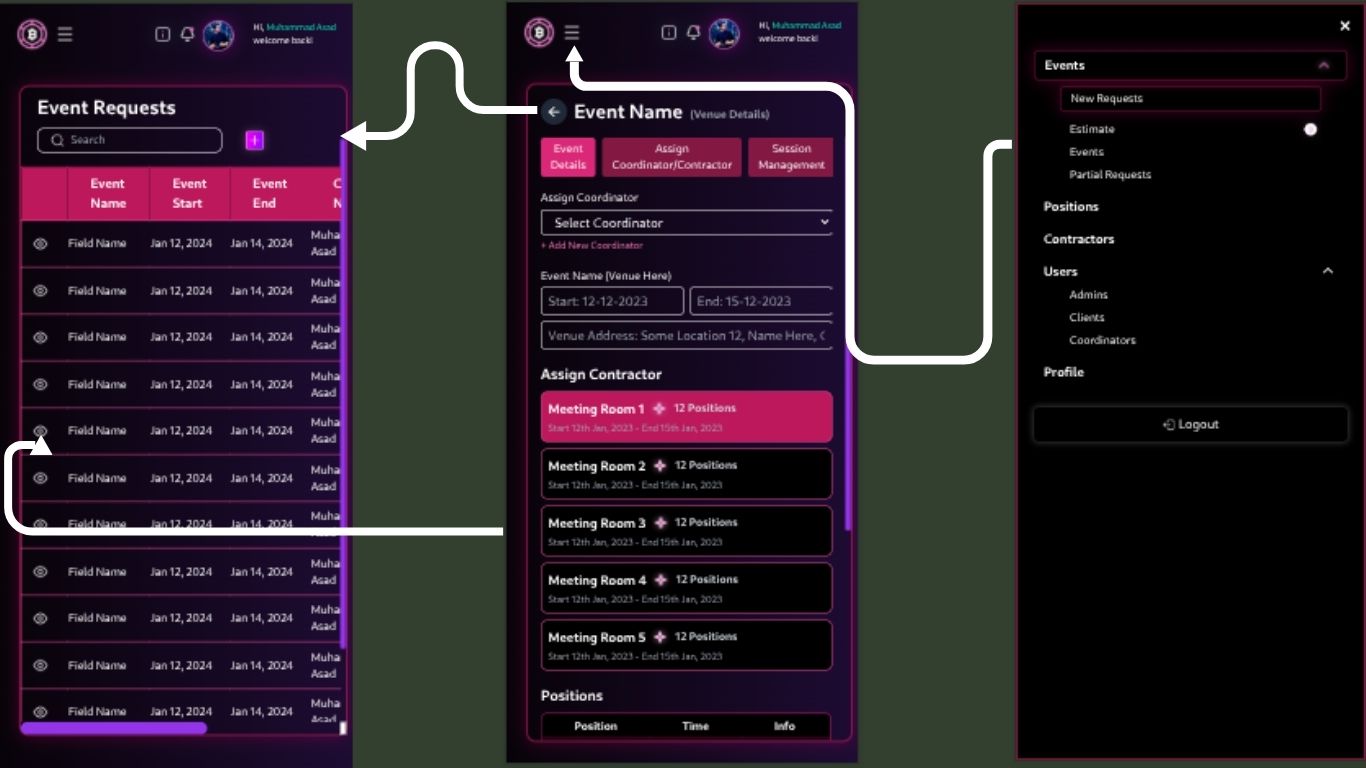 Hi, Muhammad Asad
welcome back!
Event Requests
Search
Event Name
Event Start
Event End
C
N
Field Name Jan 12, 2024 Jan 14, 2024 Muha
Asad
Field Name Jan 12, 2024 Jan 14, 2024 Muha
Asad
Field Name Jan 12, 2024 Jan 14, 2024 Muha
Asad
Field Name Jan 12, 2024 Jan 14, 2024 Muha
Asad
Field Name Jan 12, 2024 Jan 14, 2024 Muha
Asad
Field Name Jan 12, 2024 Jan 14, 2024 Muha
Asad
Field Name Jan 12, 2024 Jan 14, 2024 Muha
Field Name Jan 12, 2024 Jan 14, 2024 Muha
Asad
Field Name Jan 12, 2024 Jan 14, 2024 Muha
Asad
Field Name Jan 12, 2024 Jan 14, 2024 Muha
Asad
Field Name Jan 12, 2024 Jan 14, 2024 Muha
Asad
Hi, Muhammad Asad
welcome back!
Event Name (Venue Details)
Event
Details
Assign
Coordinator/Contractor
Session
Management
Assign Coordinator
Select Coordinator
+ Add New Coordinator
Event Name (Venue Here)
Start: 12-12-2023 End: 15-12-2023
Venue Address: Some Location 12, Name Here, C
Assign Contractor
Meeting Room 1 12 Positions
Start 12th Jan, 2023 - End 15th Jan, 2023
Meeting Room 2 12 Positions
Start 12th Jan, 2023 - End 15th Jan, 2023
Meeting Room 3 12 Positions
Start 12th Jan, 2023 - End 15th Jan, 2023
Meeting Room 4 12 Positions
Start 12th Jan, 2023 - End 15th Jan, 2023
Meeting Room 5 12 Positions
Start 12th Jan, 2023 - End 15th Jan, 2023
Positions
Position Time Info
Events
New Requests
Estimate
Events
Partial Requests
Positions
Contractors
Users
Admins
Clients
Coordinators
Profile
Logout